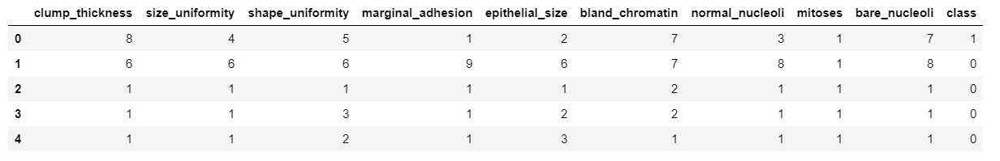 clump_thickness size_uniformity shape_uniformity marginal_adhesion epithelial_size bland_chromatin normal_nucleoli mitoses bare_nucleoli class
0 8 4 5 1 2 7 3 1 7 1
1 6 6 6 9 6 7 8 1 8 0
2 1 1 1 1 1 2 1 1 1 0
3 1 1 3 1 2 2 1 1 1 0
4 1 1 2 1 3 1 1 1 1 0